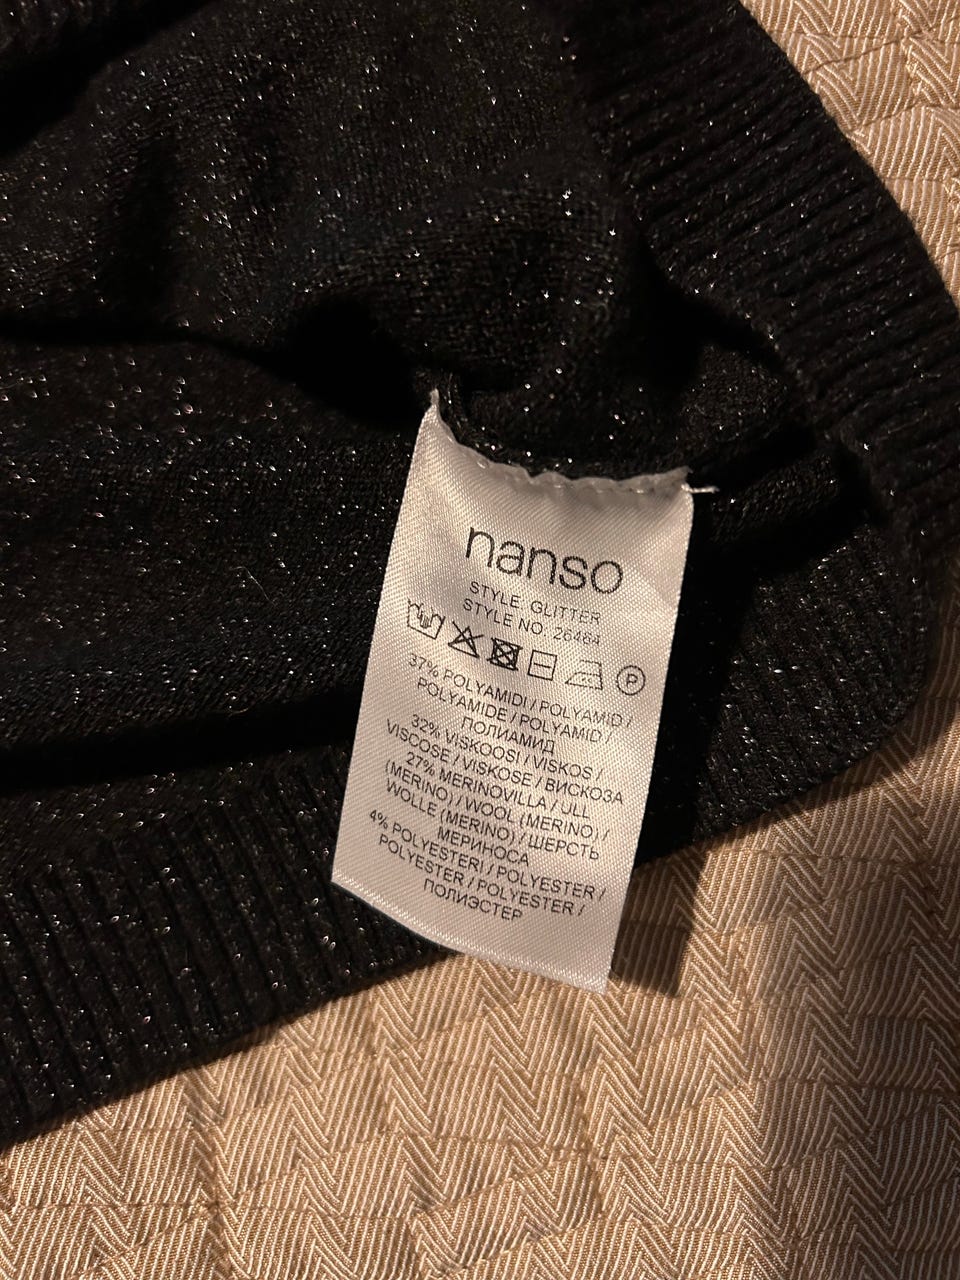 nanso
STYLE: GLITTER
STYLE NO: 26464
P
37% POLYAMIDI / POLYAMID /
POLYAMIDE / POLYAMID /
ПОЛИАМИД
32% VISKOOSI / VISKOS /
VISCOSE / VISKOSE / ВИСКОЗА
27% MERINOVILLA / ULL
(MERINO) / WOOL (MERINO) /
WOLLE (MERINO) / ШЕРСТЬ
МЕРИНОСА
4% POLYESTERI / POLYESTER /
POLYESTER / POLYESTER /
ПОЛИЭСТЕР